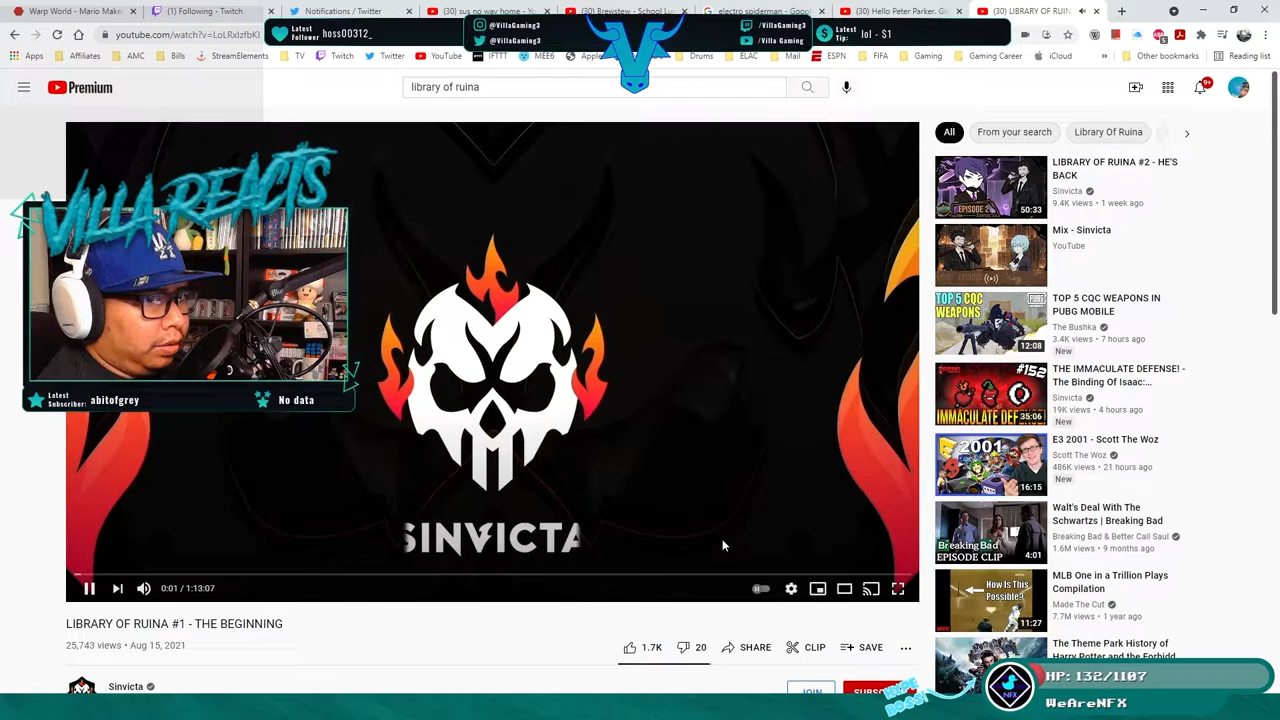 Warp World - Mario Make
(1) Following - Twitch
Notifications / Twitter
(30) sus no way home - Yo
(30) Brewstew - School Lu
electro spiderman - Goo
(30) Hello Peter Parker. Go
(30) LIBRARY OF RUINA
/watch?v=LoLRxlzfbKI
Latest Follower
hoss00312_
@VillaGaming3
@VillaGaming3
/VillaGaming3
/Villa Gaming
Latest Tip:
lol - $1
Apps
Affiliate
Streindements
TV
Twitch
Twitter
YouTube
IFTTT
MEE6
Drums
ELAC
Mail
ESPN
FIFA
Gaming
Gaming Career
iCloud
»
Other bookmarks
Reading list
Premium
library of ruina
9+
VILLA REACTS
Latest Subscriber:
abitofgrey
No data
SINVICTA
0:01 / 1:13:07
LIBRARY OF RUINA #1 - THE BEGINNING
25,743 views • Aug 15, 2021
1.7K
20
SHARE
CLIP
SAVE
Sinvicta
JOIN
All
From your search
Library Of Ruina
EPISODE 2
50:33
LIBRARY OF RUINA #2 - HE'S BACK
Sinvicta
9.4K views • 1 week ago
Mix - Sinvicta
YouTube
TOP 5 CQC WEAPONS
12:08
TOP 5 CQC WEAPONS IN PUBG MOBILE
The Bushka
3.4K views • 7 hours ago
New
#152
IMMACULATE DEFENSE!
35:06
THE IMMACULATE DEFENSE! - The Binding Of Isaac:...
Sinvicta
19K views • 4 hours ago
New
E3 2001
16:15
E3 2001 - Scott The Woz
Scott The Woz
486K views • 21 hours ago
New
Breaking Bad
EPISODE CLIP
4:01
Walt's Deal With The Schwartzs | Breaking Bad
Breaking Bad & Better Call Saul
1.6M views • 9 months ago
How Is This Possible?
11:27
MLB One in a Trillion Plays Compilation
Made The Cut
7.7M views • 1 year ago
The Theme Park History of
Harry Potter and the Forbidd
HYPE BOSS!
NFX
HP: 132/1107
WeAreNFX